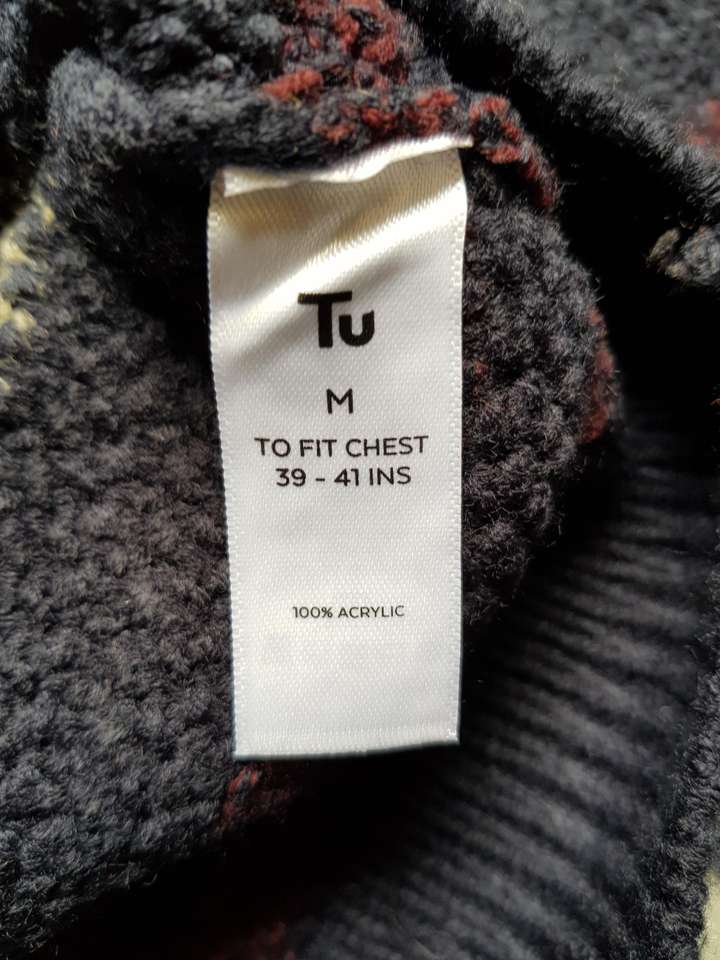 Tu
M
TO FIT CHEST
39 - 41 INS
100% ACRYLIC